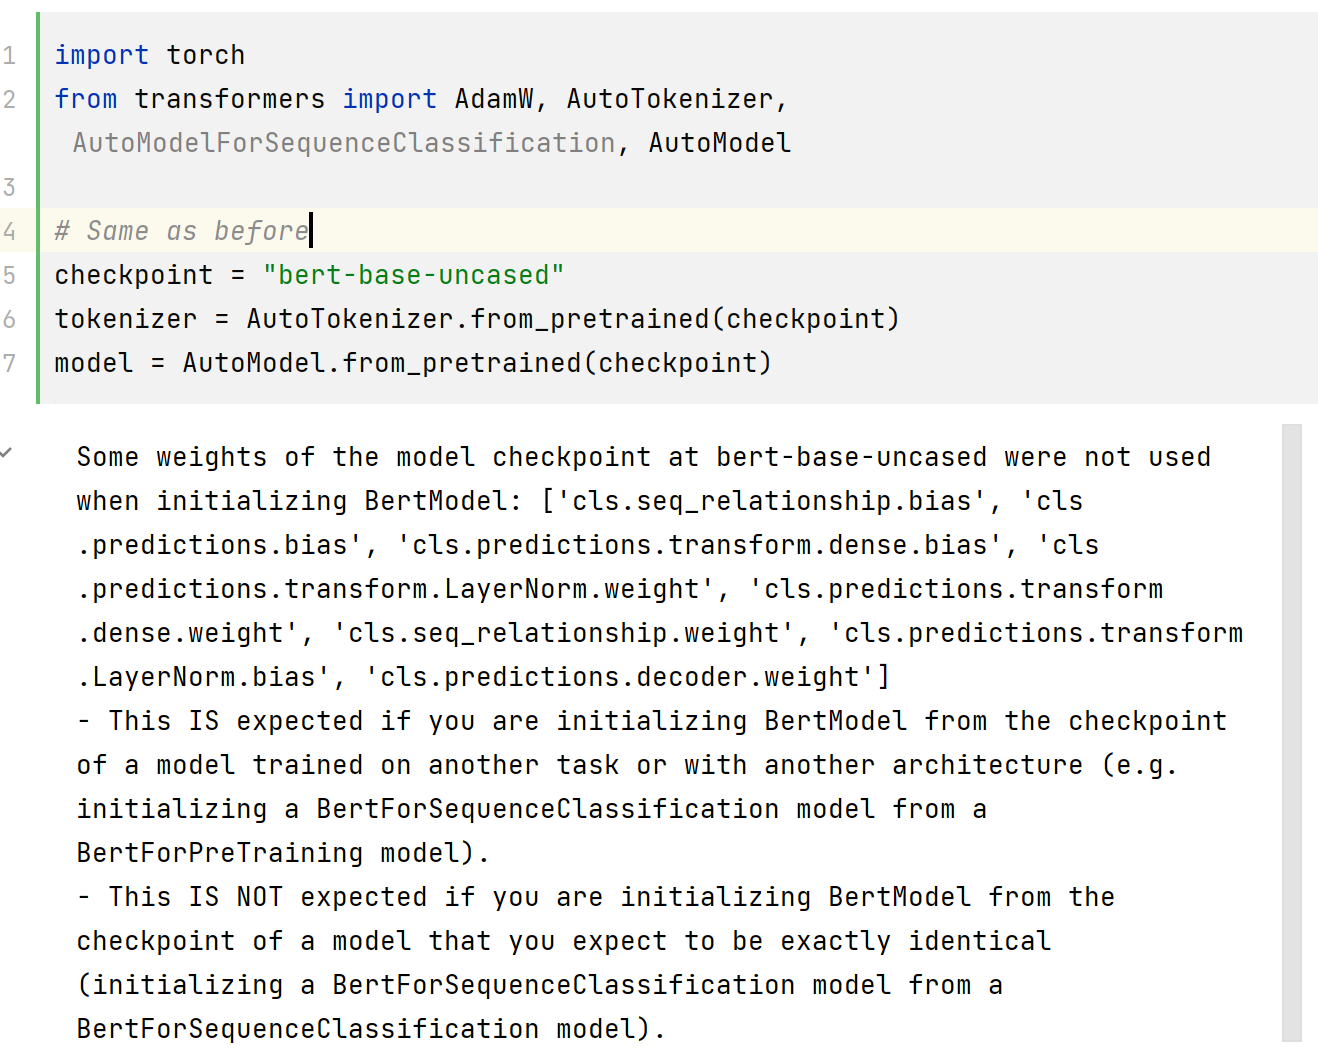 1 import torch
2 from transformers import AdamW, AutoTokenizer,
AutoModelForSequenceClassification, AutoModel
3
4 # Same as before
5 checkpoint = "bert-base-uncased"
6 tokenizer = AutoTokenizer.from_pretrained(checkpoint)
7 model = AutoModel.from_pretrained(checkpoint)
Some weights of the model checkpoint at bert-base-uncased were not used
when initializing BertModel: ['cls.seq_relationship.bias', 'cls
.predictions.bias', 'cls.predictions.transform.dense.bias', 'cls
.predictions.transform.LayerNorm.weight', 'cls.predictions.transform
.dense.weight', 'cls.seq_relationship.weight', 'cls.predictions.transform
.LayerNorm.bias', 'cls.predictions.decoder.weight']
- This IS expected if you are initializing BertModel from the checkpoint
of a model trained on another task or with another architecture (e.g.
initializing a BertForSequenceClassification model from a
BertForPreTraining model).
- This IS NOT expected if you are initializing BertModel from the
checkpoint of a model that you expect to be exactly identical
(initializing a BertForSequenceClassification model from a
BertForSequenceClassification model).